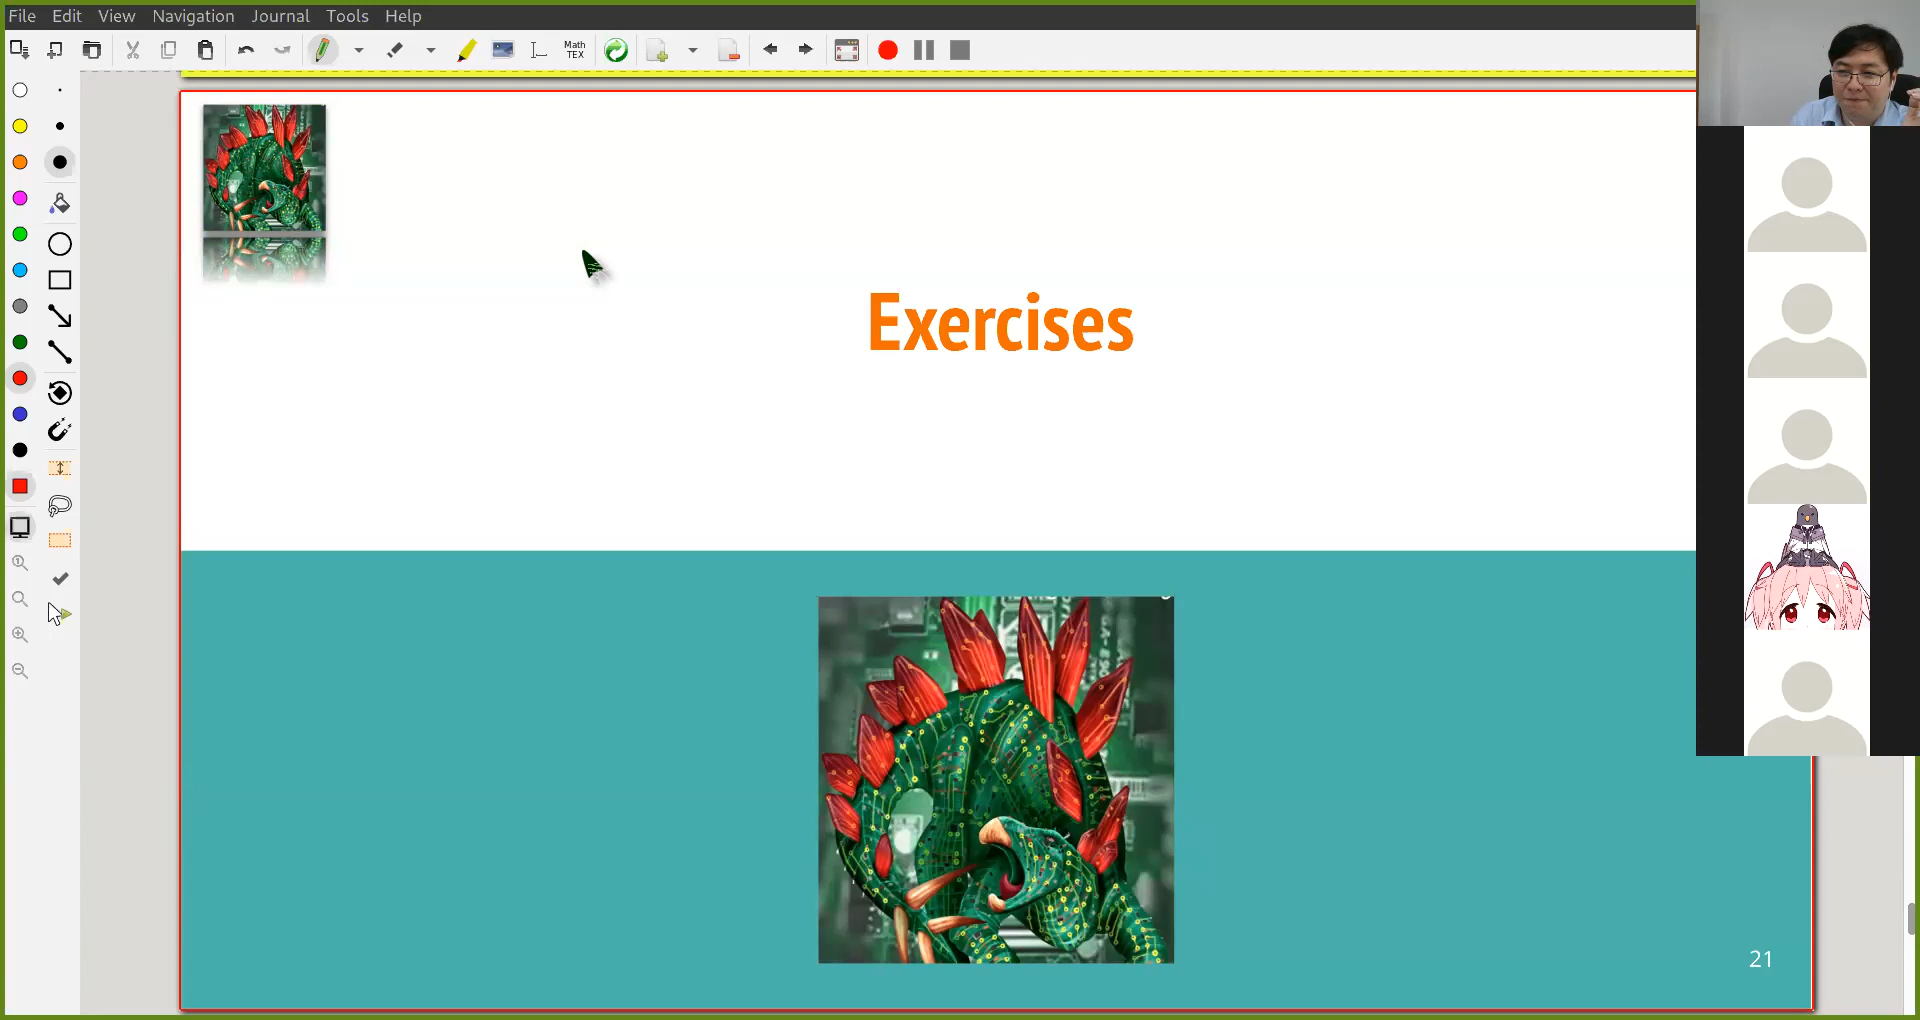 File Edit View Navigation Journal Tools Help
Math
TEX
Exercises
21